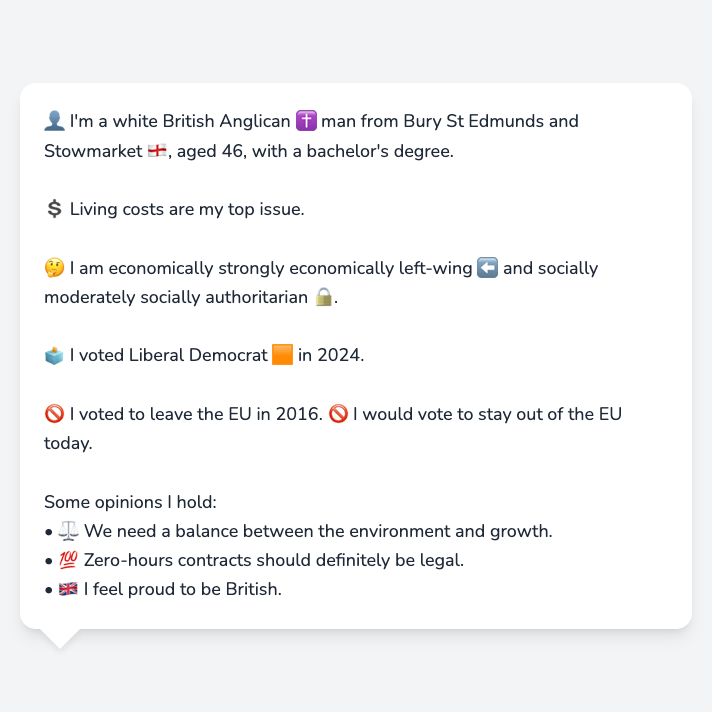 👤 I'm a white British Anglican ✝️ man from Bury St Edmunds and
Stowmarket 🏴󠁧󠁢󠁥󠁮󠁧󠁿, aged 46, with a bachelor's degree.
💲 Living costs are my top issue.
🤔 I am economically strongly economically left-wing ⬅️ and socially
moderately socially authoritarian 🔒.
🗳️ I voted Liberal Democrat 🟧 in 2024.
🚫 I voted to leave the EU in 2016. 🚫 I would vote to stay out of the EU
today.
Some opinions I hold:
• ⚖️ We need a balance between the environment and growth.
• 💯 Zero-hours contracts should definitely be legal.
• 🇬🇧 I feel proud to be British.